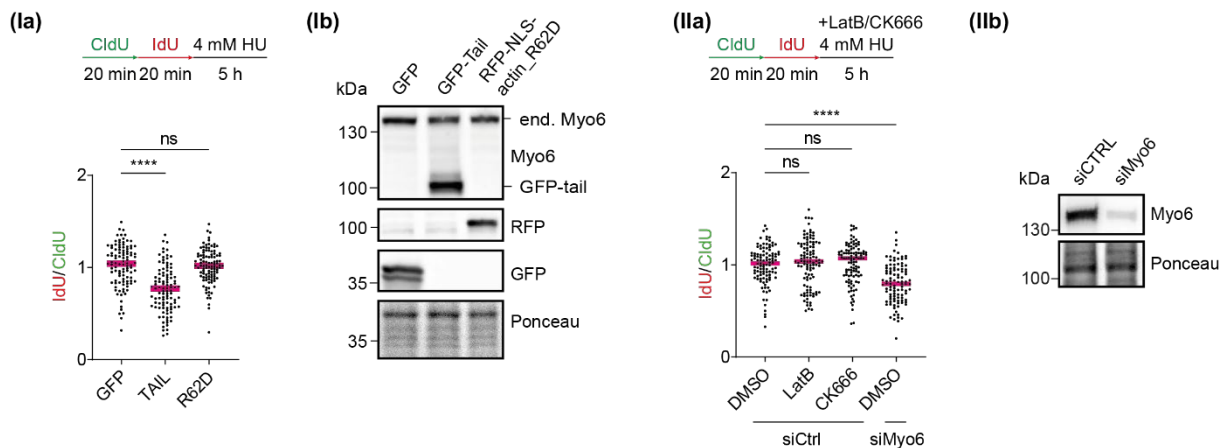 (Ia)
CldU IdU 4 mM HU
20 min 20 min 5 h
ns
****
2
1
0
IdU/CldU
GFP
TAIL
R62D
(Ib)
GFP
GFP-Tail
RFP-NLS-
actin_R62D
kDa
130
100
end. Myo6
Myo6
GFP-tail
100
RFP
35
GFP
35
Ponceau
(IIa)
+LatB/CK666
CldU IdU 4 mM HU
20 min 20 min 5 h
****
ns
ns
2
1
0
IdU/CldU
DMSO
LatB
CK666
DMSO
siCtrl siMyo6
(IIb)
siCTRL
siMyo6
kDa
130
Myo6
100
Ponceau